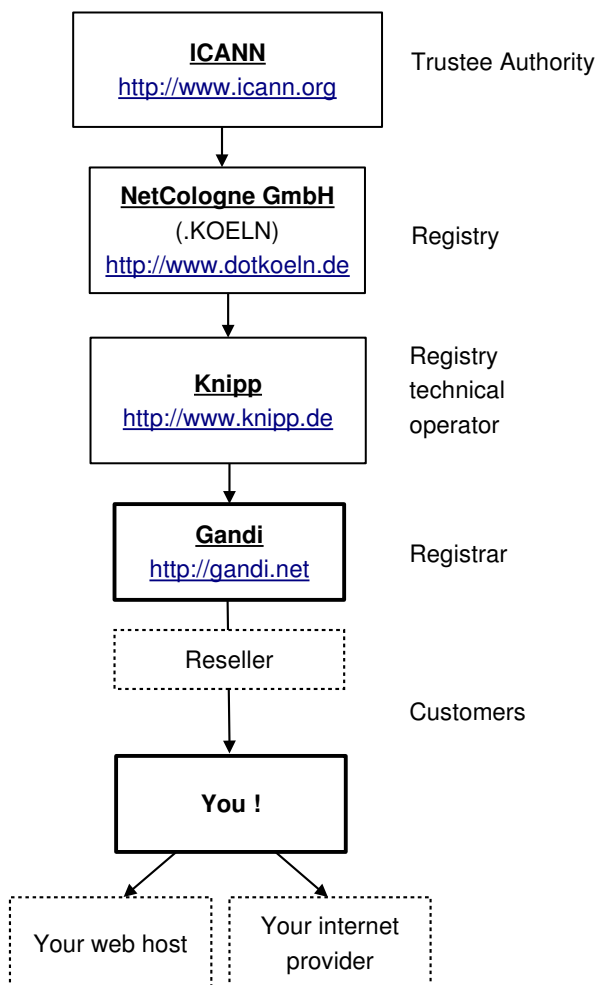 ICANN
http://www.icann.org
Trustee Authority
NetCologne GmbH
(.KOELN)
http://www.dotkoeln.de
Registry
Knipp
http://www.knipp.de
Registry
technical
operator
Gandi
http://gandi.net
Registrar
Reseller
Customers
You !
Your web host
Your internet
provider